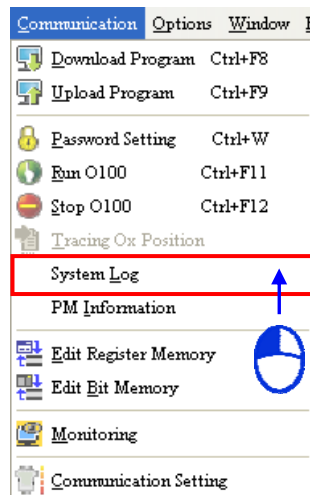 Communication Options Window
Download Program Ctrl+F8
Upload Program Ctrl+F9
Password Setting Ctrl+W
Run O100 Ctrl+F11
Stop O100 Ctrl+F12
Tracing Ox Position
System Log
PM Information
Edit Register Memory
Edit Bit Memory
Monitoring
Communication Setting